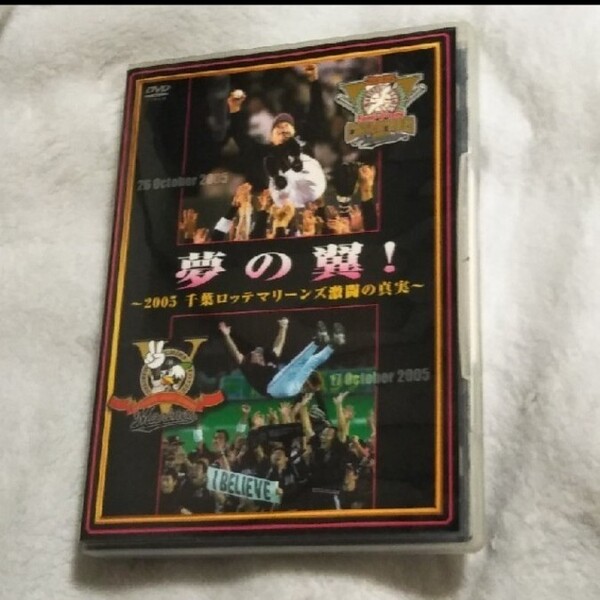 DVD
26 October 2005
夢の翼!
~2005 千葉ロッテマリーンズ激闘の真実~
17 October 2005
V
Marines
I BELIEVE